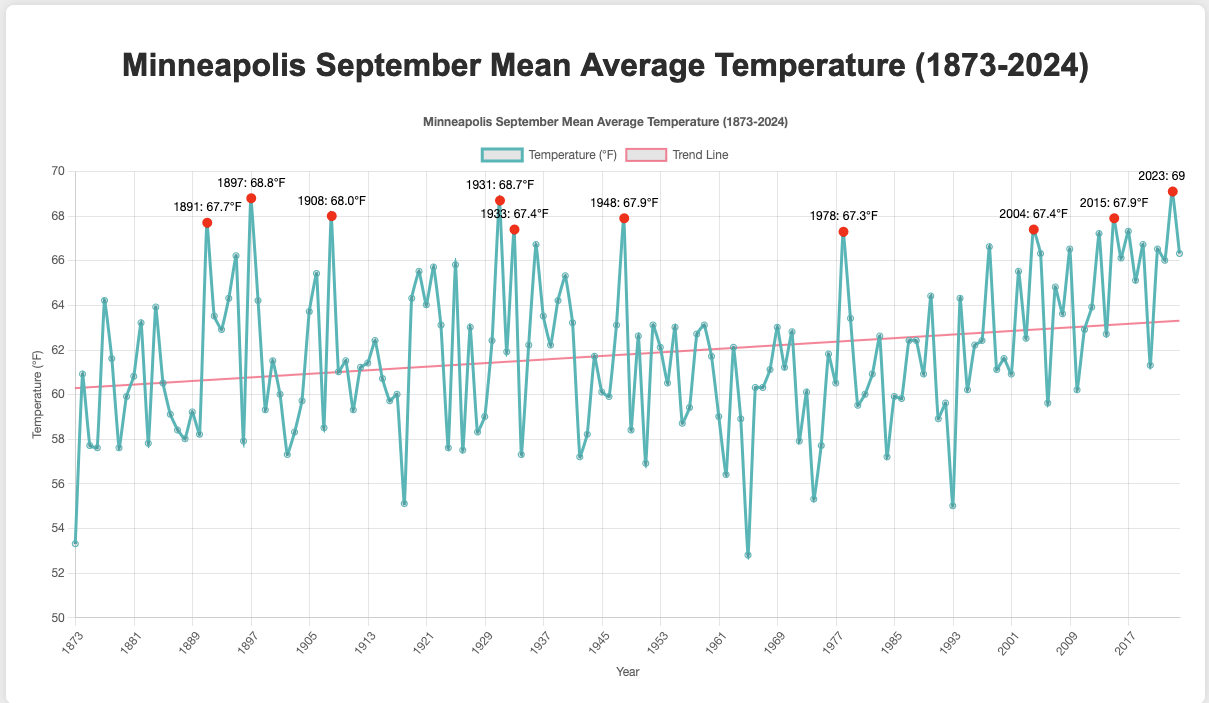 Minneapolis September Mean Average Temperature (1873-2024)
Minneapolis September Mean Average Temperature (1873-2024)
Temperature (°F) Trend Line
70
68
66
64
62
60
58
56
54
52
50
Temperature (°F)
1891: 67.7°F
1897: 68.8°F
1908: 68.0°F
1931: 68.7°F
1933: 67.4°F
1948: 67.9°F
1978: 67.3°F
2004: 67.4°F
2015: 67.9°F
2023: 69
1873 1881 1889 1897 1905 1913 1921 1929 1937 1945 1953 1961 1969 1977 1985 1993 2001 2009 2017
Year